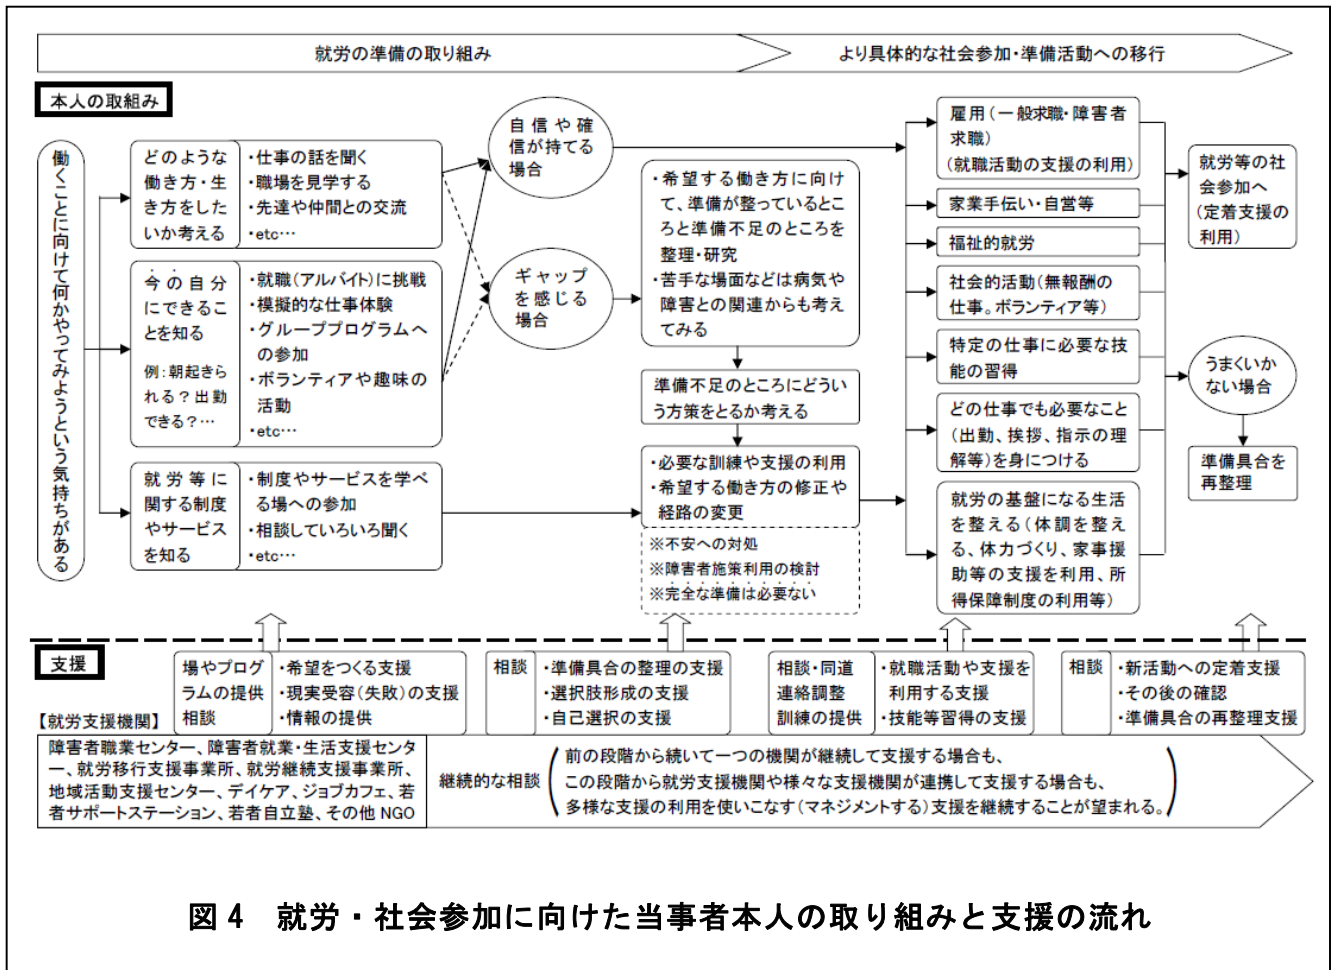 就労の準備の取り組み
より具体的な社会参加・準備活動への移行
本人の取組み
働くことに向けて何かやってみようという気持ちがある
どのような
働き方・生
き方をした
いか考える
・仕事の話を聞く
・職場を見学する
・先達や仲間との交流
・etc…
今の自分
にできるこ
とを知る
例：朝起きら
れる？出勤
できる？…
・就職（アルバイト）に挑戦
・模擬的な仕事体験
・グループプログラムへ
の参加
・ボランティアや趣味の
活動
・etc…
就労等に
関する制度
やサービス
を知る
・制度やサービスを学べ
る場への参加
・相談していろいろ聞く
・etc…
自信や確
信が持てる
場合
ギャップ
を感じる
場合
・希望する働き方に向け
て、準備が整っているとこ
ろと準備不足のところを
整理・研究
・苦手な場面などは病気や
障害との関連からも考え
てみる
準備不足のところにどうい
う方策をとるか考える
・必要な訓練や支援の利用
・希望する働き方の修正や
経路の変更
※不安への対処
※障害者施策利用の検討
※完全な準備は必要ない
雇用（一般求職・障害者
求職）
（就職活動の支援の利用）
家業手伝い・自営等
福祉的就労
社会的活動（無報酬の
仕事。ボランティア等）
特定の仕事に必要な技
能の習得
どの仕事でも必要なこと
（出勤、挨拶、指示の理
解等）を身につける
就労の基盤になる生活
を整える（体調を整え
る、体力づくり、家事援
助等の支援を利用、所
得保障制度の利用等）
就労等の社
会参加へ
（定着支援の
利用）
うまくいか
ない場合
準備具合を
再整理
支援
場やプログ
ラムの提供
相談
・希望をつくる支援
・現実受容（失敗）の支援
・情報の提供
相談
・準備具合の整理の支援
・選択肢形成の支援
・自己選択の支援
相談・同道
連絡調整
訓練の提供
・就職活動や支援を
利用する支援
・技能等習得の支援
相談
・新活動への定着支援
・その後の確認
・準備具合の再整理支援
【就労支援機関】
障害者職業センター、障害者就業・生活支援センタ
ー、就労移行支援事業所、就労継続支援事業所、
地域活動支援センター、デイケア、ジョブカフェ、若
者サポートステーション、若者自立塾、その他 NGO
継続的な相談
前の段階から続いて一つの機関が継続して支援する場合も、
この段階から就労支援機関や様々な支援機関が連携して支援する場合も、
多様な支援の利用を使いこなす（マネジメントする）支援を継続することが望まれる。
図４　就労・社会参加に向けた当事者本人の取り組みと支援の流れ